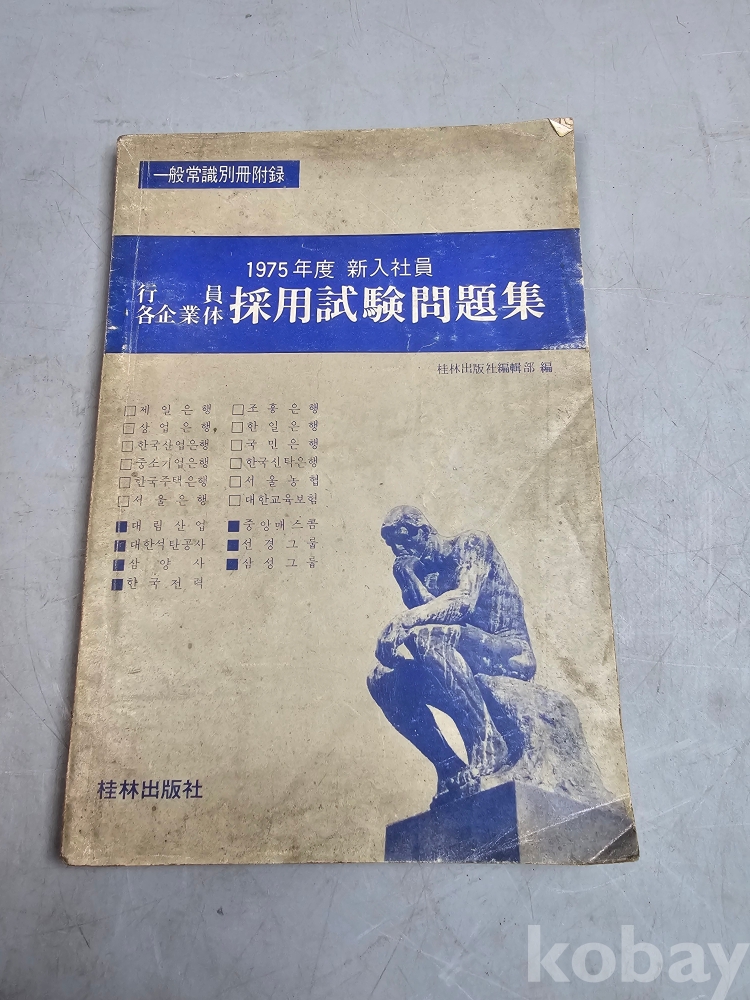 一般常識別冊附録
1975年度 新入社員
行員
各企業体 採用試験問題集
桂林出版社編輯部 編
□제일은행 □조흥은행
□상업은행 □한일은행
□한국산업은행 □국민은행
□중소기업은행 □한국신탁은행
□한국주택은행 □서울농협
□서울은행 □대한교육보험
■대림산업 ■중앙매스콤
■대한석탄공사 ■선경그룹
■삼양사 ■삼성그룹
■한국전력
桂林出版社
kobay